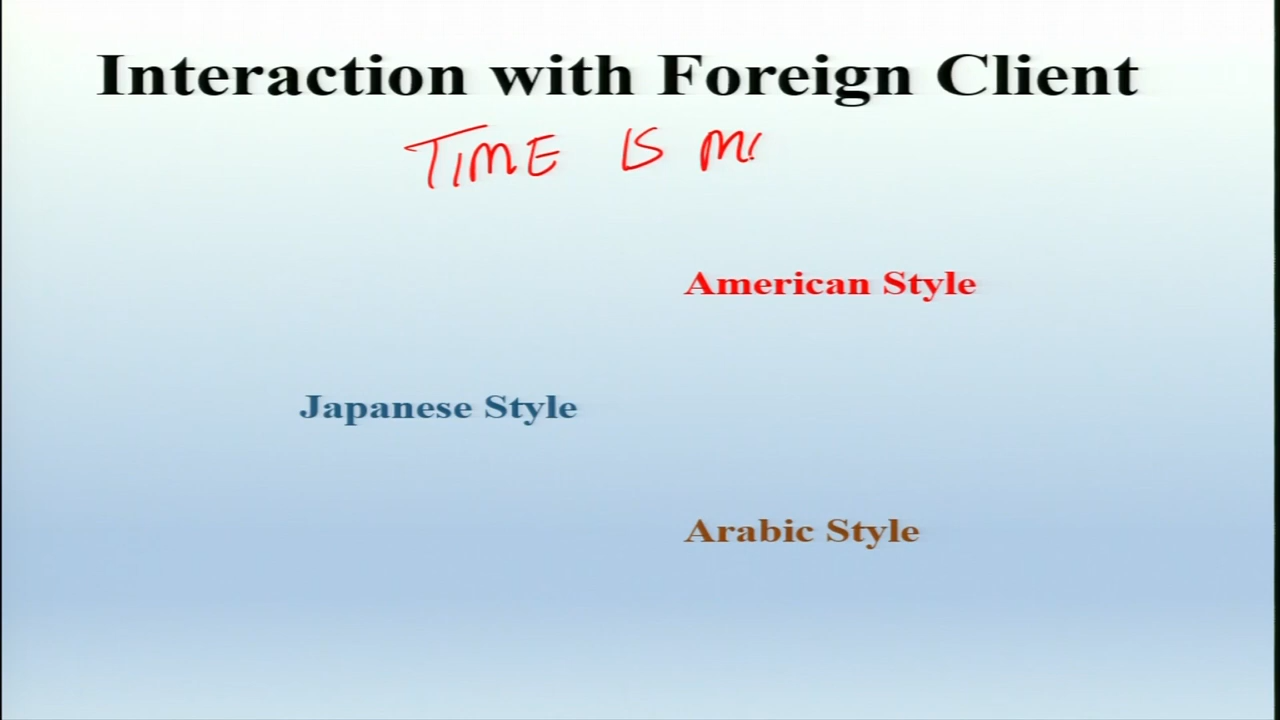 Interaction with Foreign Client
TIME IS
American Style
Japanese Style
Arabic Style